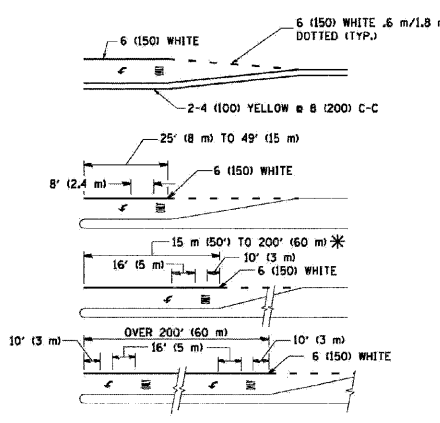 6 (150) WHITE
6 (150) WHITE .6 m/1.8
DOTTED (TYP.)
2-4 (100) YELLOW @ 8 (200) C-C
25' (8 m) TO 49' (15 m)
8' (2.4 m)
6 (150) WHITE
15 m (50') TO 200' (60 m) *
16' (5 m)
10' (3 m)
6 (150) WHITE
OVER 200' (60 m)
10' (3 m)
16' (5 m)
10' (3 m)
6 (150) WHITE